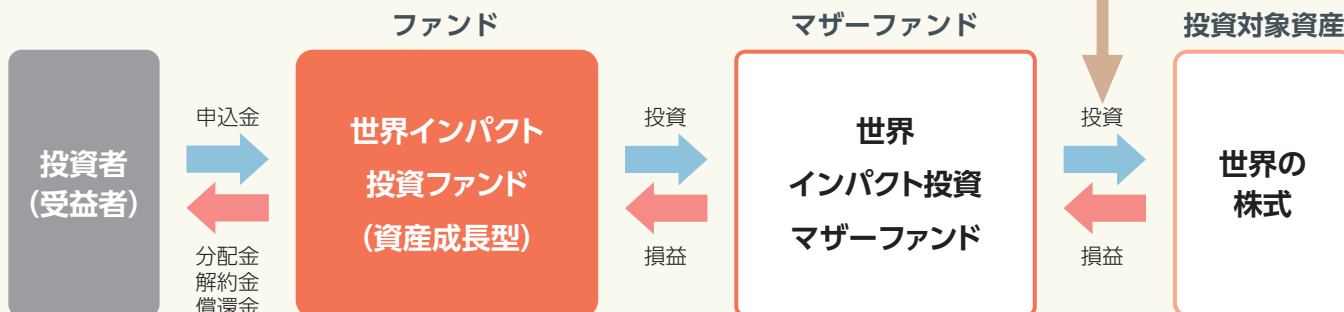 ファンド
マザーファンド
投資対象資産
投資者
(受益者)
申込金
分配金
解約金
償還金
世界インパクト
投資ファンド
(資産成長型)
投資
損益
世界
インパクト投資
マザーファンド
投資
損益
世界の
株式